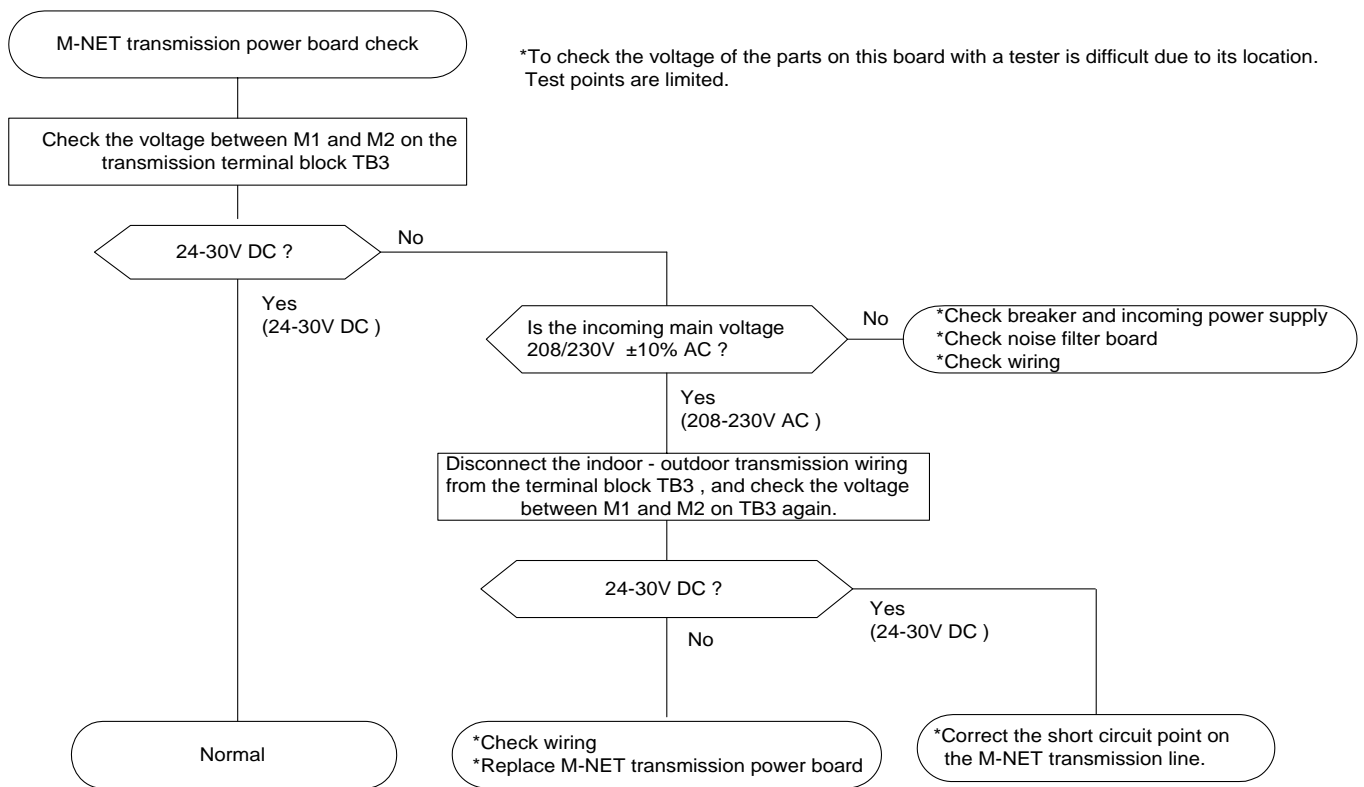 M-NET transmission power board check
*To check the voltage of the parts on this board with a tester is difficult due to its location.
Test points are limited.
Check the voltage between M1 and M2 on the
transmission terminal block TB3
24-30V DC ?
No
Yes
(24-30V DC )
Is the incoming main voltage
208/230V ±10% AC ?
No
*Check breaker and incoming power supply
*Check noise filter board
*Check wiring
Yes
(208-230V AC )
Disconnect the indoor - outdoor transmission wiring
from the terminal block TB3 , and check the voltage
between M1 and M2 on TB3 again.
24-30V DC ?
Yes
(24-30V DC )
No
Normal
*Check wiring
*Replace M-NET transmission power board
*Correct the short circuit point on
the M-NET transmission line.